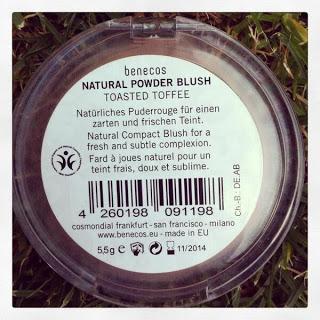 benecos
NATURAL POWDER BLUSH
TOASTED TOFFEE
Natürliches Puderrouge für einen
zarten und frischen Teint.
Natural Compact Blush for a
fresh and subtle complexion.
Fard à joues naturel pour un
teint frais, doux et sublime.
4 260198 091198
Ch.-B.: DE.AB
cosmondial frankfurt - san francisco - milano
www.benecos.eu - made in EU
5,5g e 11/2014